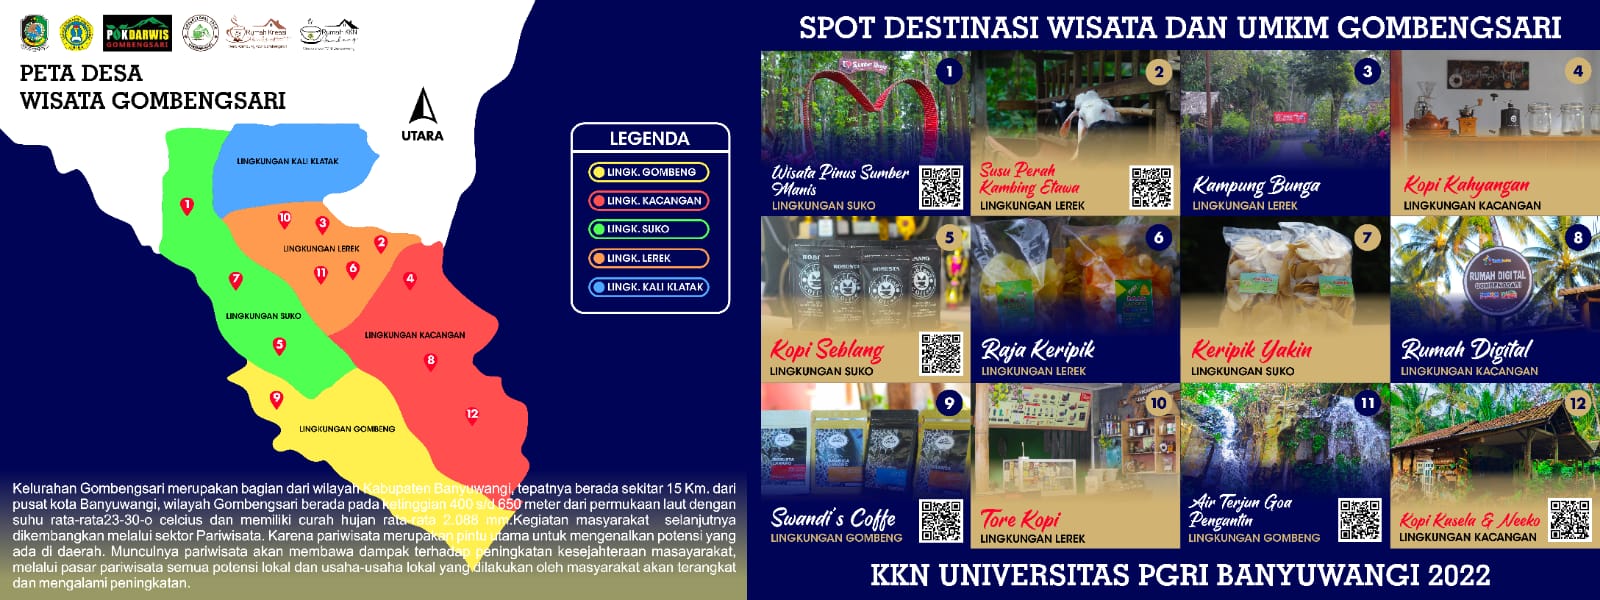 POKDARWIS
GOMBENGSARI
Rumah Kreasi
Rumah KKN
PETA DESA
WISATA GOMBENGSARI
UTARA
LINGKUNGAN KALI KLATAK
1
10
3
LINGKUNGAN LEREK
2
11
6
7
4
LINGKUNGAN SUKO
LINGKUNGAN KACANGAN
5
8
9
12
LINGKUNGAN GOMBENG
LEGENDA
LINGK. GOMBENG
LINGK. KACANGAN
LINGK. SUKO
LINGK. LEREK
LINGK. KALI KLATAK
Kelurahan Gombengsari merupakan bagian dari wilayah Kabupaten Banyuwangi, tepatnya berada sekitar 15 Km. dari
pusat kota Banyuwangi, wilayah Gombengsari berada pada ketinggian 400 s/d 650 meter dari permukaan laut dengan
suhu rata-rata23-30-o celcius dan memiliki curah hujan rata-rata 2.088 mm.Kegiatan masyarakat selanjutnya
dikembangkan melalui sektor Pariwisata. Karena pariwisata merupakan pintu utama untuk mengenalkan potensi yang
ada di daerah. Munculnya pariwisata akan membawa dampak terhadap peningkatan kesejahteraan masayarakat,
melalui pasar pariwisata semua potensi lokal dan usaha-usaha lokal yang dilakukan oleh masyarakat akan terangkat
dan mengalami peningkatan.
SPOT DESTINASI WISATA DAN UMKM GOMBENGSARI
1
Wisata Pinus Sumber
Manis
LINGKUNGAN SUKO
2
Susu Perah
Kambing Etawa
LINGKUNGAN LEREK
3
Kampung Bunga
LINGKUNGAN LEREK
4
Kopi Kahyangan
LINGKUNGAN KACANGAN
5
Kopi Seblang
LINGKUNGAN SUKO
6
Raja Keripik
LINGKUNGAN LEREK
7
Keripik Yakin
LINGKUNGAN SUKO
8
RUMAH DIGITAL
GOMBENGSARI
Rumah Digital
LINGKUNGAN KACANGAN
9
Swandi's Coffe
LINGKUNGAN GOMBENG
10
Tore Kopi
LINGKUNGAN LEREK
11
Air Terjun Goa
Pengantin
LINGKUNGAN GOMBENG
12
Kopi Kasela & Neeko
LINGKUNGAN KACANGAN
KKN UNIVERSITAS PGRI BANYUWANGI 2022